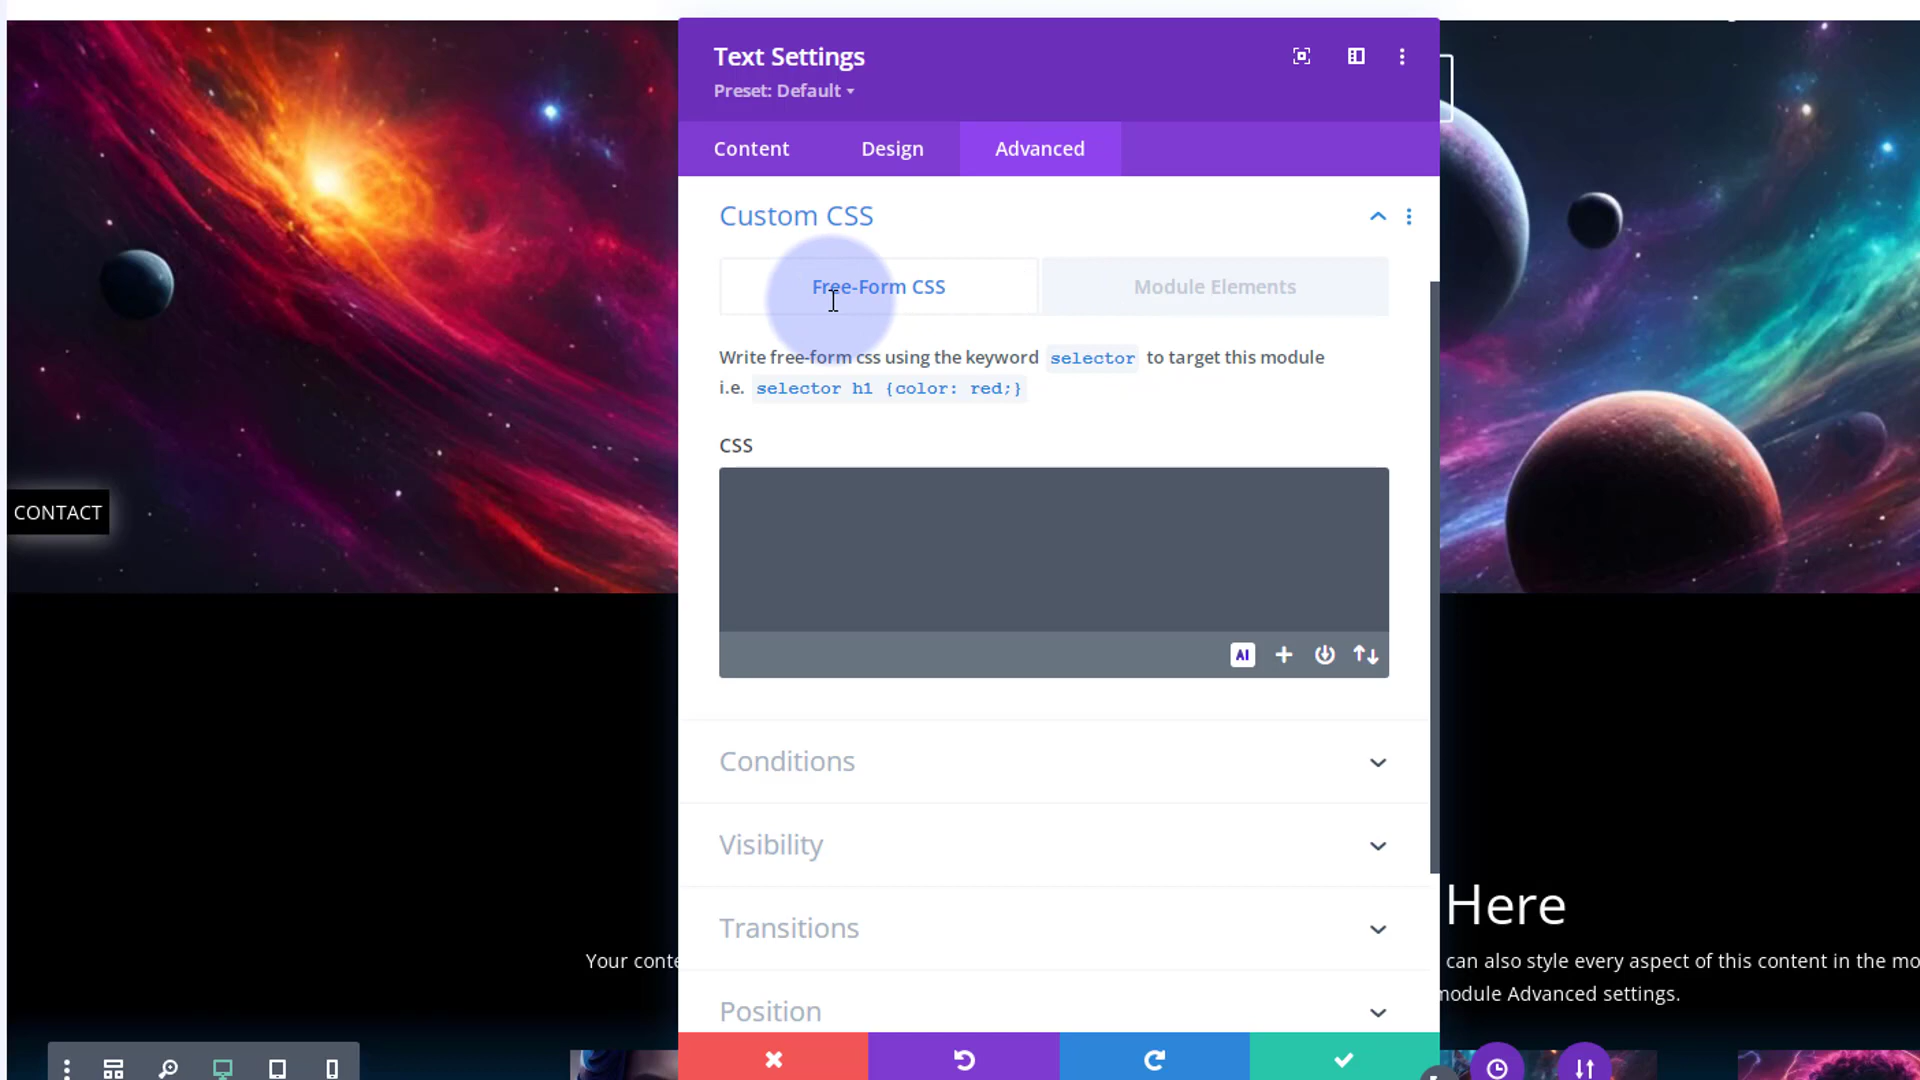 Text Settings
Preset: Default
Content
Design
Advanced
Custom CSS
Free-Form CSS
Module Elements
Write free-form css using the keyword selector to target this module
i.e. selector h1 {color: red;}
CSS
CONTACT
AI
Conditions
Visibility
Here
Transitions
Your conte
can also style every aspect of this content in the mo
module Advanced settings.
Position